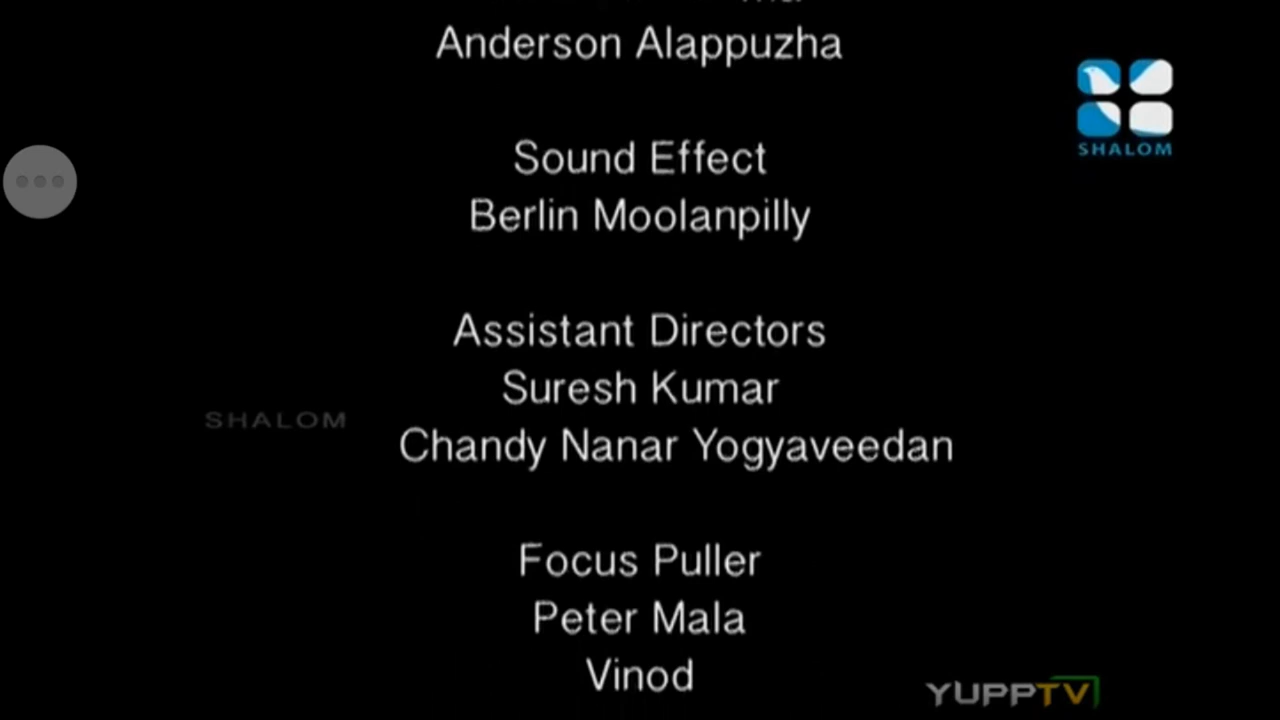 Anderson Alappuzha
SHALOM
Sound Effect
Berlin Moolanpilly
Assistant Directors
Suresh Kumar
SHALOM
Chandy Nanar Yogyaveedan
Focus Puller
Peter Mala
Vinod
YUPPTV